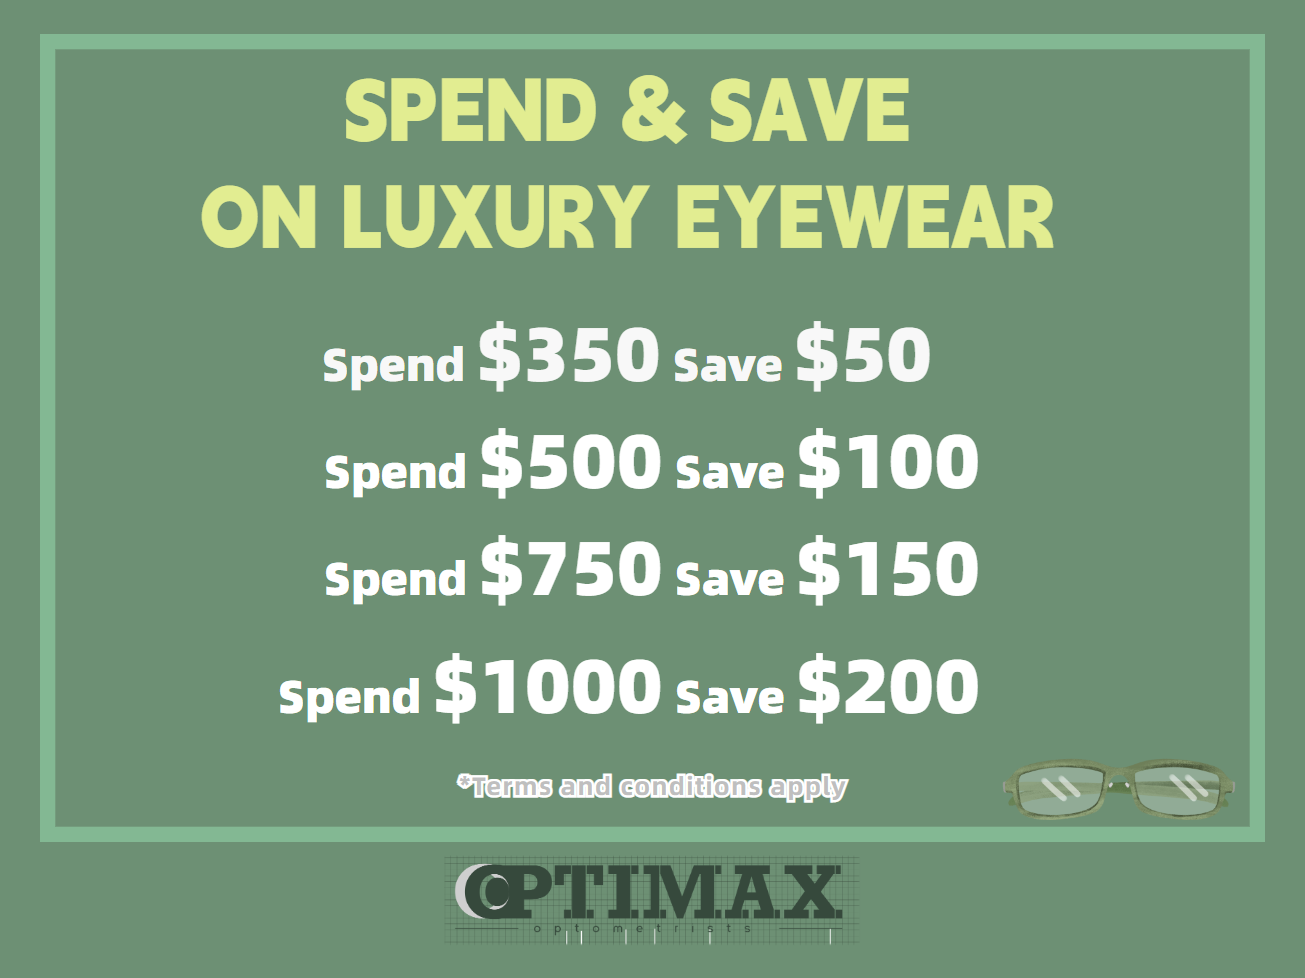 SPEND & SAVE
ON LUXURY EYEWEAR
Spend $350 Save $50
Spend $500 Save $100
Spend $750 Save $150
Spend $1000 Save $200
*Terms and conditions apply
OPTIMAX
optometrists